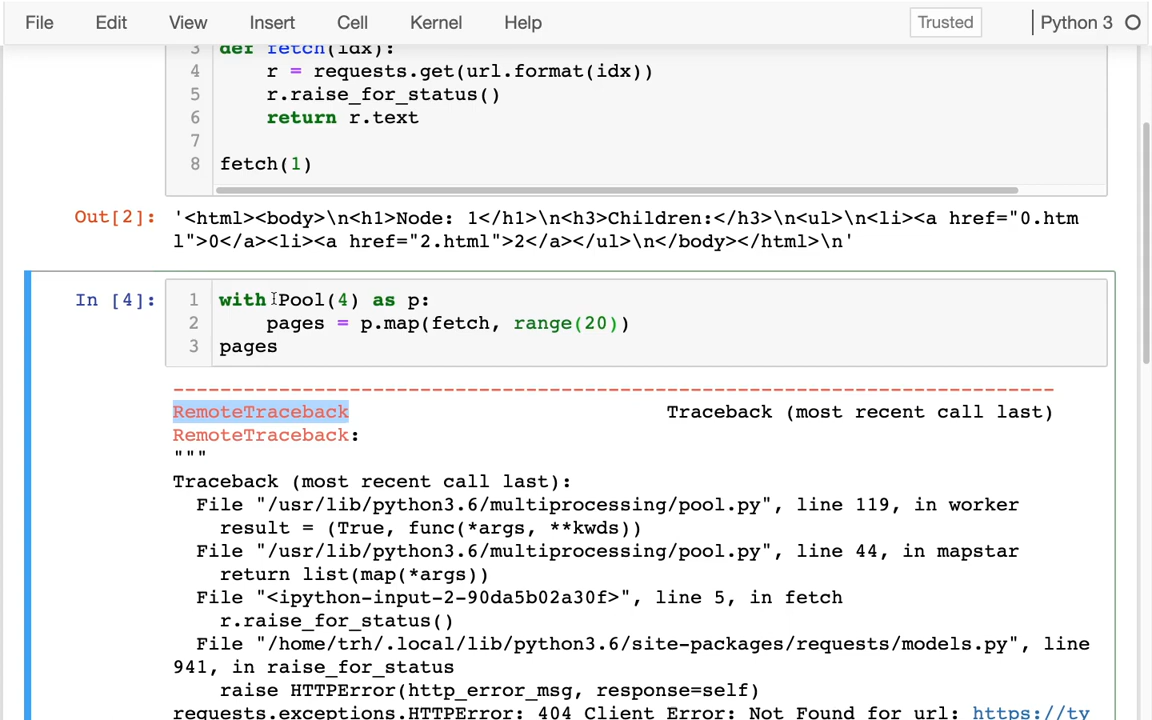 File Edit View Insert Cell Kernel Help Trusted Python 3
3 def fetch(idx):
4 r = requests.get(url.format(idx))
5 r.raise_for_status()
6 return r.text
7
8 fetch(1)
Out[2]: '<html><body>\n<h1>Node: 1</h1>\n<h3>Children:</h3>\n<ul>\n<li><a href="0.htm
l">0</a><li><a href="2.html">2</a></ul>\n</body></html>\n'
In [4]: 1 with Pool(4) as p:
2 pages = p.map(fetch, range(20))
3 pages
---------------------------------------------------------------------------
RemoteTraceback Traceback (most recent call last)
RemoteTraceback:
"""
Traceback (most recent call last):
File "/usr/lib/python3.6/multiprocessing/pool.py", line 119, in worker
result = (True, func(*args, **kwds))
File "/usr/lib/python3.6/multiprocessing/pool.py", line 44, in mapstar
return list(map(*args))
File "<ipython-input-2-90da5b02a30f>", line 5, in fetch
r.raise_for_status()
File "/home/trh/.local/lib/python3.6/site-packages/requests/models.py", line
941, in raise_for_status
raise HTTPError(http_error_msg, response=self)
requests.exceptions.HTTPError: 404 Client Error: Not Found for url: https://ty